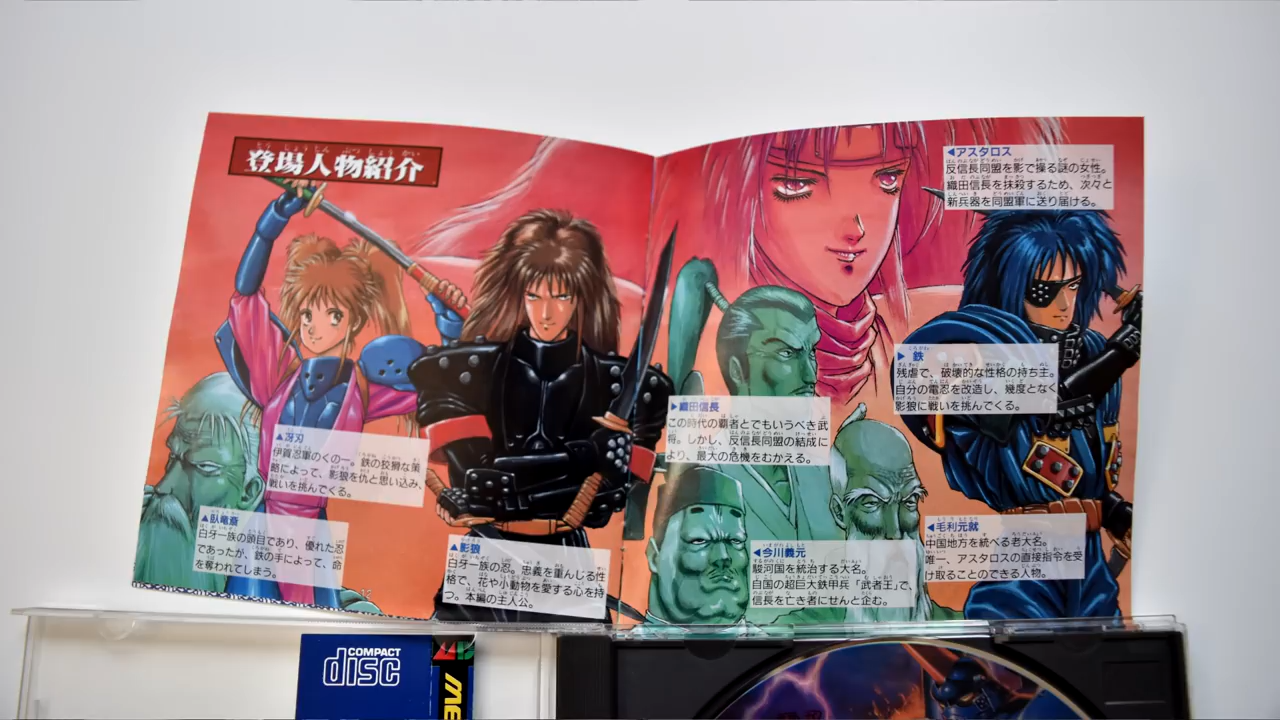 登場人物紹介
▲冴刃
伊賀忍軍のくの一。鉄の狡猾な策
略によって、影狼を仇と思い込み、
戦いを挑んでくる。
▲臥竜斎
白牙一族の頭目であり、優れた忍
であったが、鉄の手によって、命
を奪われてしまう。
▲影狼
白牙一族の忍。忠義を重んじる性
格で、花や小動物を愛する心を持
つ。本編の主人公。
◀アスタロス
反信長同盟を影で操る謎の女性。
織田信長を抹殺するため、次々と
新兵器を同盟軍に送り届ける。
▶鉄
残虐で、破壊的な性格の持ち主。
自分の電忍を改造し、幾度となく
影狼に戦いを挑んでくる。
▶織田信長
この時代の覇者とでもいうべき武
将。しかし、反信長同盟の結成に
より、最大の危機をむかえる。
◀今川義元
駿河国を統治する大名。
自国の超巨大鉄甲兵「武者王」で、
信長を亡き者にせんと企む。
◀毛利元就
中国地方を統べる老大名。
唯一、アスタロスの直接指令を受
け取ることのできる人物。
COMPACT
disc